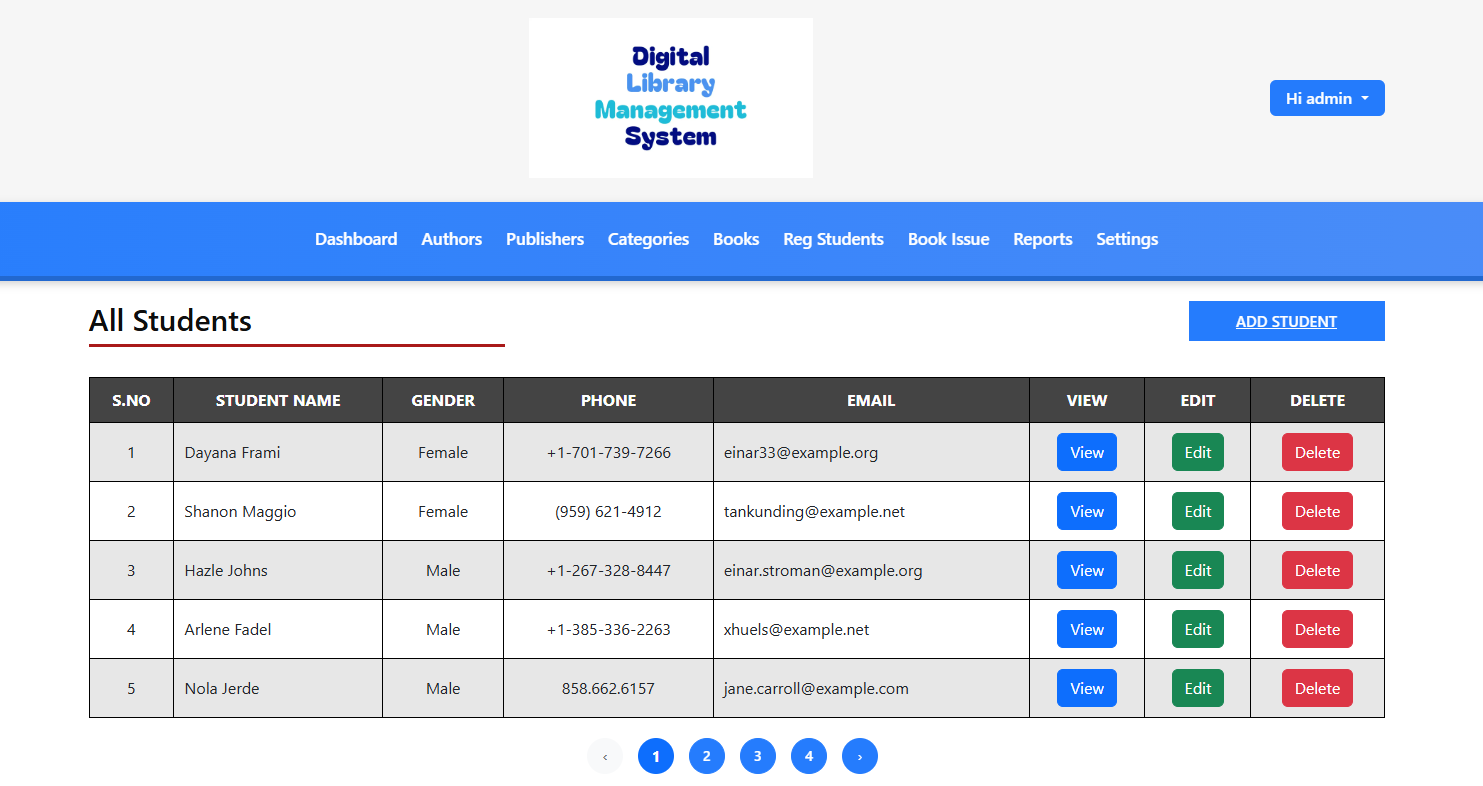 Digital
Library
Management
System
Hi admin
Dashboard Authors Publishers Categories Books Reg Students Book Issue Reports Settings
All Students
ADD STUDENT
S.NO STUDENT NAME GENDER PHONE EMAIL VIEW EDIT DELETE
1 Dayana Frami Female +1-701-739-7266 einar33@example.org View Edit Delete
2 Shanon Maggio Female (959) 621-4912 tankunding@example.net View Edit Delete
3 Hazle Johns Male +1-267-328-8447 einar.stroman@example.org View Edit Delete
4 Arlene Fadel Male +1-385-336-2263 xhuels@example.net View Edit Delete
5 Nola Jerde Male 858.662.6157 jane.carroll@example.com View Edit Delete
‹ 1 2 3 4 ›